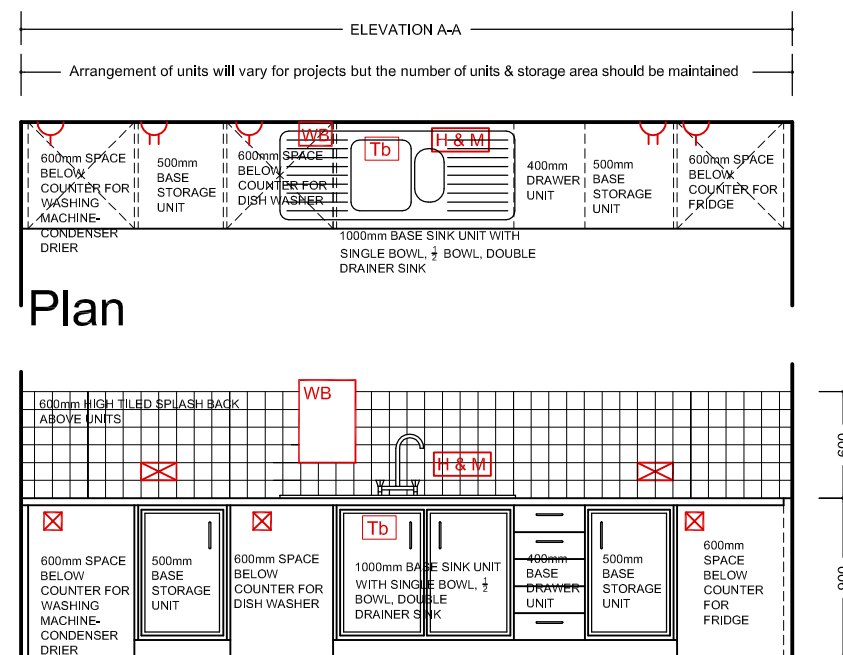 ELEVATION A-A
Arrangement of units will vary for projects but the number of units & storage area should be maintained
600mm SPACE
BELOW
COUNTER FOR
WASHING
MACHINE-
CONDENSER
DRIER
500mm
BASE
STORAGE
UNIT
600mm SPACE
BELOW
COUNTER FOR
DISH WASHER
WB
Tb
H & M
400mm
DRAWER
UNIT
500mm
BASE
STORAGE
UNIT
600mm SPACE
BELOW
COUNTER FOR
FRIDGE
1000mm BASE SINK UNIT WITH
SINGLE BOWL, ½ BOWL, DOUBLE
DRAINER SINK
Plan
600mm HIGH TILED SPLASH BACK
ABOVE UNITS
WB
H & M
600
Tb
600mm SPACE
BELOW
COUNTER FOR
WASHING
MACHINE-
CONDENSER
DRIER
500mm
BASE
STORAGE
UNIT
600mm SPACE
BELOW
COUNTER FOR
DISH WASHER
1000mm BASE SINK UNIT
WITH SINGLE BOWL, ½
BOWL, DOUBLE
DRAINER SINK
400mm
BASE
DRAWER
UNIT
500mm
BASE
STORAGE
UNIT
600mm
SPACE
BELOW
COUNTER
FOR
FRIDGE